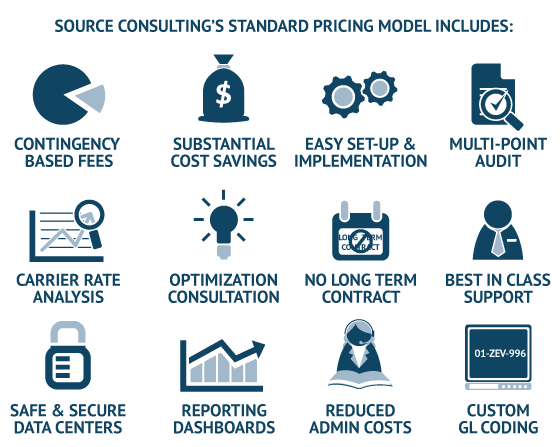 SOURCE CONSULTING'S STANDARD PRICING MODEL INCLUDES:
$
CONTINGENCY
BASED FEES
SUBSTANTIAL
COST SAVINGS
EASY SET-UP &
IMPLEMENTATION
MULTI-POINT
AUDIT
LONG TERM
CONTRACT
CARRIER RATE
ANALYSIS
OPTIMIZATION
CONSULTATION
NO LONG TERM
CONTRACT
BEST IN CLASS
SUPPORT
01-ZEV-996
SAFE & SECURE
DATA CENTERS
REPORTING
DASHBOARDS
REDUCED
ADMIN COSTS
CUSTOM
GL CODING